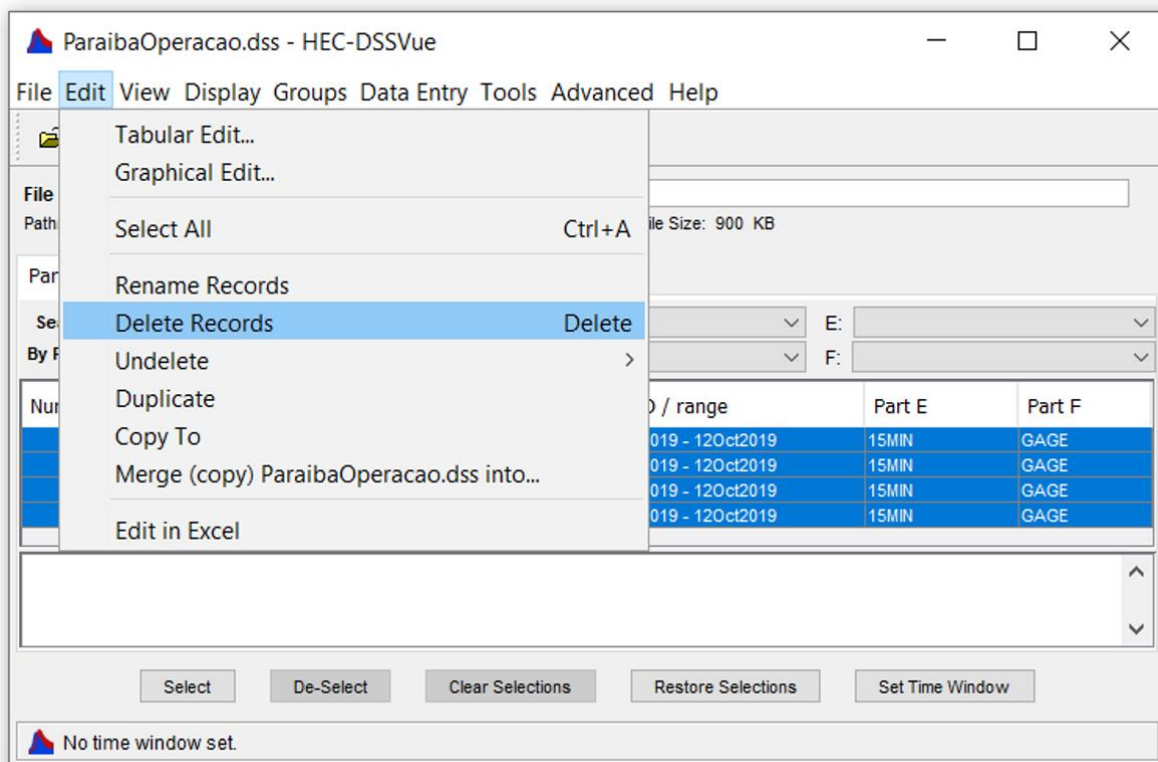 ParaibaOperacao.dss - HEC-DSSVue
File Edit View Display Groups Data Entry Tools Advanced Help
Tabular Edit...
Graphical Edit...
File
Select All Ctrl+A
ile Size: 900 KB
Rename Records
Delete Records Delete
E:
Undelete
By
F:
Duplicate
/ range Part E Part F
Copy To
019 - 12Oct2019 15MIN GAGE
Merge (copy) ParaibaOperacao.dss into...
019 - 12Oct2019 15MIN GAGE
019 - 12Oct2019 15MIN GAGE
Edit in Excel
019 - 12Oct2019 15MIN GAGE
Select De-Select Clear Selections Restore Selections Set Time Window
No time window set.